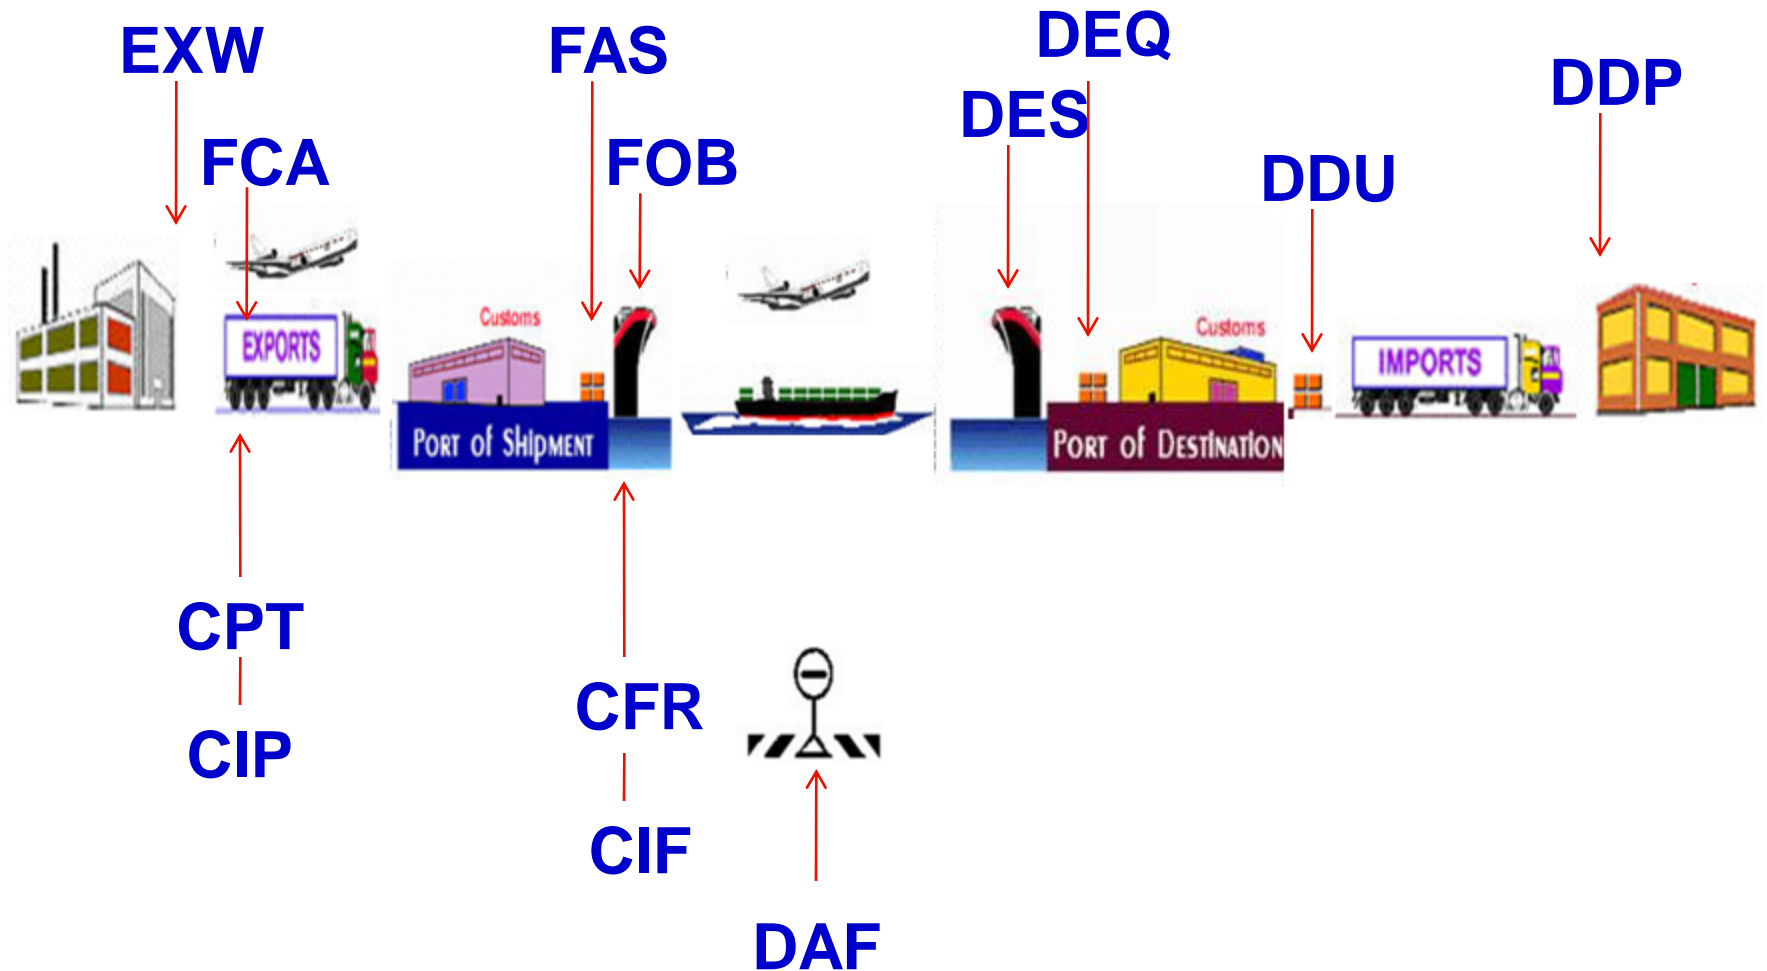 EXW
FAS
DEQ
DDP
DES
FCA
FOB
DDU
Customs
Customs
EXPORTS
IMPORTS
PORT of SHIPMENT
PORT of DESTINATION
CPT
CFR
CIP
CIF
DAF